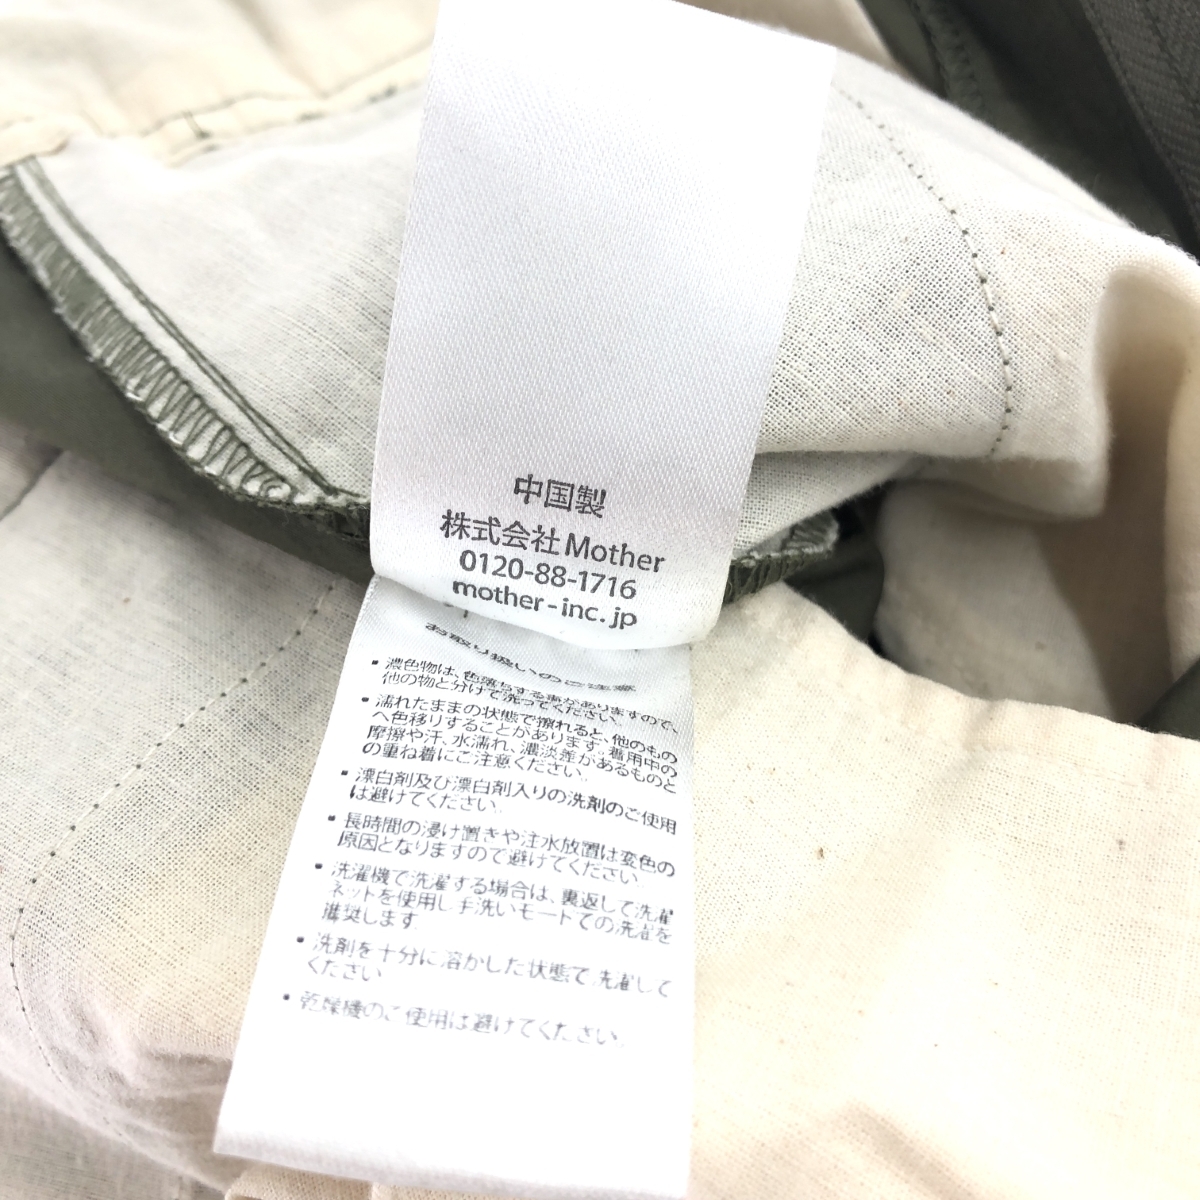 中国製
株式会社Mother
0120-88-1716
mother-inc.jp
お取り扱いのご注意
▪ 濃色物は、色落ちする事がありますので、
他の物と分けて洗ってください。
▪ 濡れたままの状態で擦れると、他のもの
へ色移りすることがあります。着用中の
摩擦や汗、水濡れ、濃淡差があるものと
の重ね着にご注意ください。
▪ 漂白剤及び漂白剤入りの洗剤のご使用
は避けてください。
▪ 長時間の浸け置きや注水放置は変色の
原因となりますので避けてください。
▪ 洗濯機で洗濯する場合は、裏返して洗濯
ネットを使用し手洗いモードでの洗濯を
推奨します
▪ 洗剤を十分に溶かした状態で洗濯して
ください
▪ 乾燥機のご使用は避けてください。